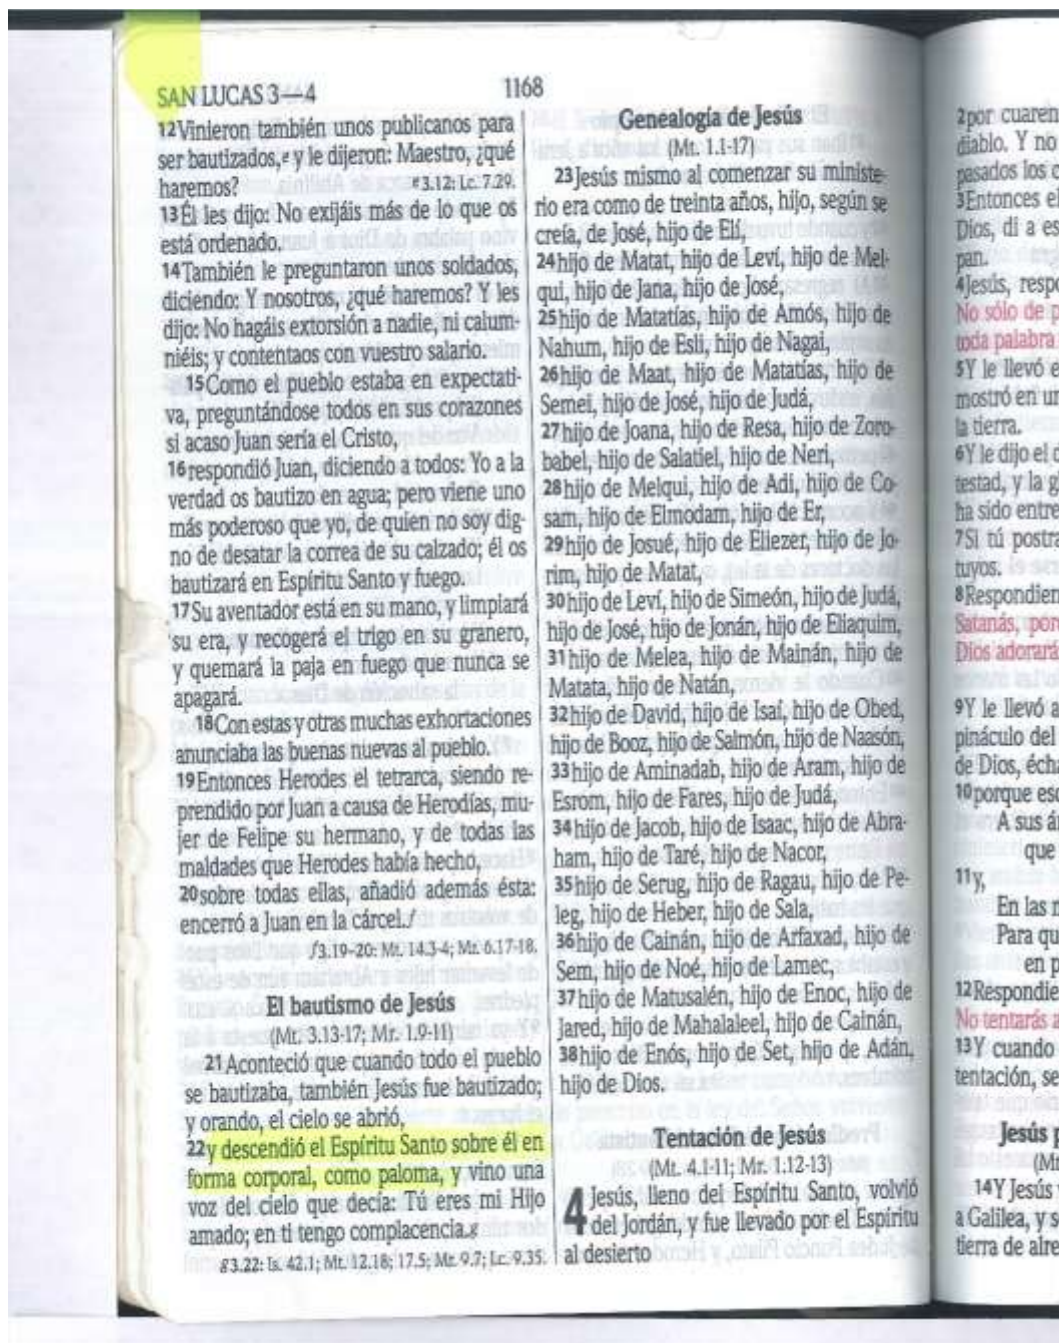 SAN LUCAS 3—4
1168
12Vinieron también unos publicanos para
ser bautizados,e y le dijeron: Maestro, ¿qué
haremos?
e3.12: Lc. 7.29.
13Él les dijo: No exijáis más de lo que os
está ordenado.
14También le preguntaron unos soldados,
diciendo: Y nosotros, ¿qué haremos? Y les
dijo: No hagáis extorsión a nadie, ni calum-
niéis; y contentaos con vuestro salario.
15Como el pueblo estaba en expectati-
va, preguntándose todos en sus corazones
si acaso Juan sería el Cristo,
16respondió Juan, diciendo a todos: Yo a la
verdad os bautizo en agua; pero viene uno
más poderoso que yo, de quien no soy dig-
no de desatar la correa de su calzado; él os
bautizará en Espíritu Santo y fuego.
17Su aventador está en su mano, y limpiará
su era, y recogerá el trigo en su granero,
y quemará la paja en fuego que nunca se
apagará.
18Con estas y otras muchas exhortaciones
anunciaba las buenas nuevas al pueblo.
19Entonces Herodes el tetrarca, siendo re-
prendido por Juan a causa de Herodías, mu-
jer de Felipe su hermano, y de todas las
maldades que Herodes había hecho,
20sobre todas ellas, añadió además ésta:
encerró a Juan en la cárcel.f
f3.19-20: Mt. 14.3-4; Mr. 6.17-18.
El bautismo de Jesús
(Mt. 3.13-17; Mr. 1.9-11)
21Aconteció que cuando todo el pueblo
se bautizaba, también Jesús fue bautizado;
y orando, el cielo se abrió,
22y descendió el Espíritu Santo sobre él en
forma corporal, como paloma, y vino una
voz del cielo que decía: Tú eres mi Hijo
amado; en ti tengo complacencia.g
g3.22: Is. 42.1; Mt. 12.18; 17.5; Mr. 9.7; Lc. 9.35.
Genealogía de Jesús
(Mt. 1.1-17)
23Jesús mismo al comenzar su ministe-
rio era como de treinta años, hijo, según se
creía, de José, hijo de Elí,
24hijo de Matat, hijo de Leví, hijo de Mel-
qui, hijo de Jana, hijo de José,
25hijo de Matatías, hijo de Amós, hijo de
Nahum, hijo de Esli, hijo de Nagai,
26hijo de Maat, hijo de Matatías, hijo de
Semei, hijo de José, hijo de Judá,
27hijo de Joana, hijo de Resa, hijo de Zoro-
babel, hijo de Salatiel, hijo de Neri,
28hijo de Melqui, hijo de Adi, hijo de Co-
sam, hijo de Elmodam, hijo de Er,
29hijo de Josué, hijo de Eliezer, hijo de Jo-
rim, hijo de Matat,
30hijo de Leví, hijo de Simeón, hijo de Judá,
hijo de José, hijo de Jonán, hijo de Eliaquim,
31hijo de Melea, hijo de Mainán, hijo de
Matata, hijo de Natán,
32hijo de David, hijo de Isaí, hijo de Obed,
hijo de Booz, hijo de Salmón, hijo de Naasón,
33hijo de Aminadab, hijo de Aram, hijo de
Esrom, hijo de Fares, hijo de Judá,
34hijo de Jacob, hijo de Isaac, hijo de Abra-
ham, hijo de Taré, hijo de Nacor,
35hijo de Serug, hijo de Ragau, hijo de Pe-
leg, hijo de Heber, hijo de Sala,
36hijo de Cainán, hijo de Arfaxad, hijo de
Sem, hijo de Noé, hijo de Lamec,
37hijo de Matusalén, hijo de Enoc, hijo de
Jared, hijo de Mahalaleel, hijo de Cainán,
38hijo de Enós, hijo de Set, hijo de Adán,
hijo de Dios.
Tentación de Jesús
(Mt. 4.1-11; Mr. 1.12-13)
4 Jesús, lleno del Espíritu Santo, volvió
del Jordán, y fue llevado por el Espíritu
al desierto
2por cuaren
diablo. Y no
pasados los
3Entonces el
Dios, di a es
pan.
4Jesús, respo
No sólo de p
toda palabra
5Y le llevó e
mostró en un
la tierra.
6Y le dijo el
testad, y la g
ha sido entre
7Si tú postra
tuyos.
8Respondien
Satanás, por
Dios adorará
9Y le llevó a
pináculo del
de Dios, écha
10porque esc
A sus á
que
11y,
En las
Para qu
en p
12Respondie
No tentarás a
13Y cuando
tentación, se
Jesús p
(Mt
14Y Jesús
a Galilea, y s
tierra de alre